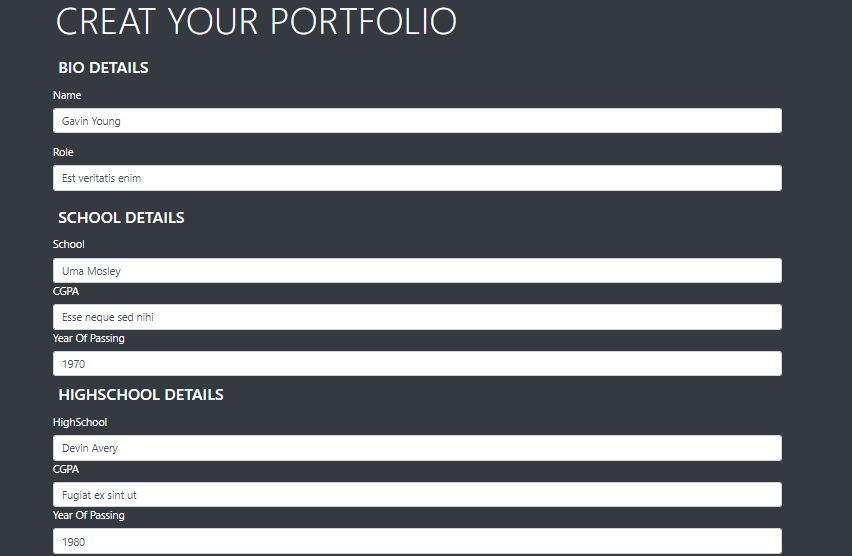 CREAT YOUR PORTFOLIO
BIO DETAILS
Name
Gavin Young
Role
Est veritatis enim
SCHOOL DETAILS
School
Uma Mosley
CGPA
Esse neque sed nihi
Year Of Passing
1970
HIGHSCHOOL DETAILS
HighSchool
Devin Avery
CGPA
Fugiat ex sint ut
Year Of Passing
1980